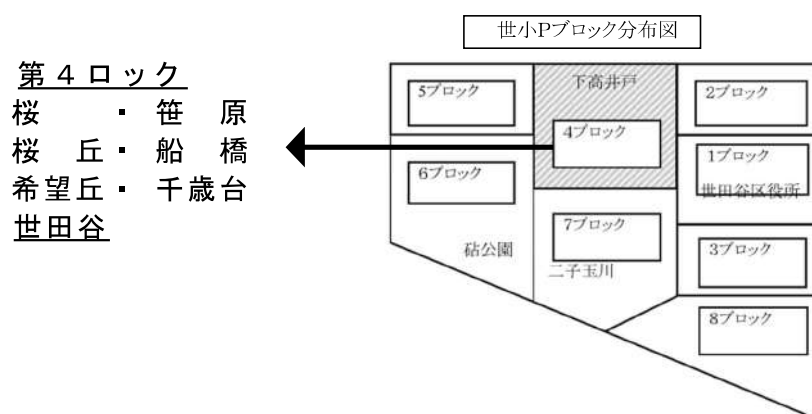 世小Pブロック分布図
第４ロック
桜　・笹　原
桜　丘・船　橋
希望丘・千歳台
世田谷
下高井戸
5ブロック
4ブロック
2ブロック
1ブロック
世田谷区役所
6ブロック
7ブロック
砧公園
二子玉川
3ブロック
8ブロック